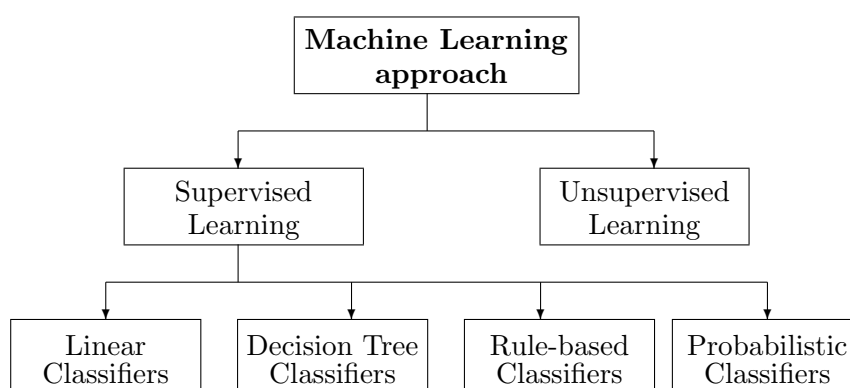 Machine Learning
approach
Supervised
Learning
Unsupervised
Learning
Linear
Classifiers
Decision Tree
Classifiers
Rule-based
Classifiers
Probabilistic
Classifiers